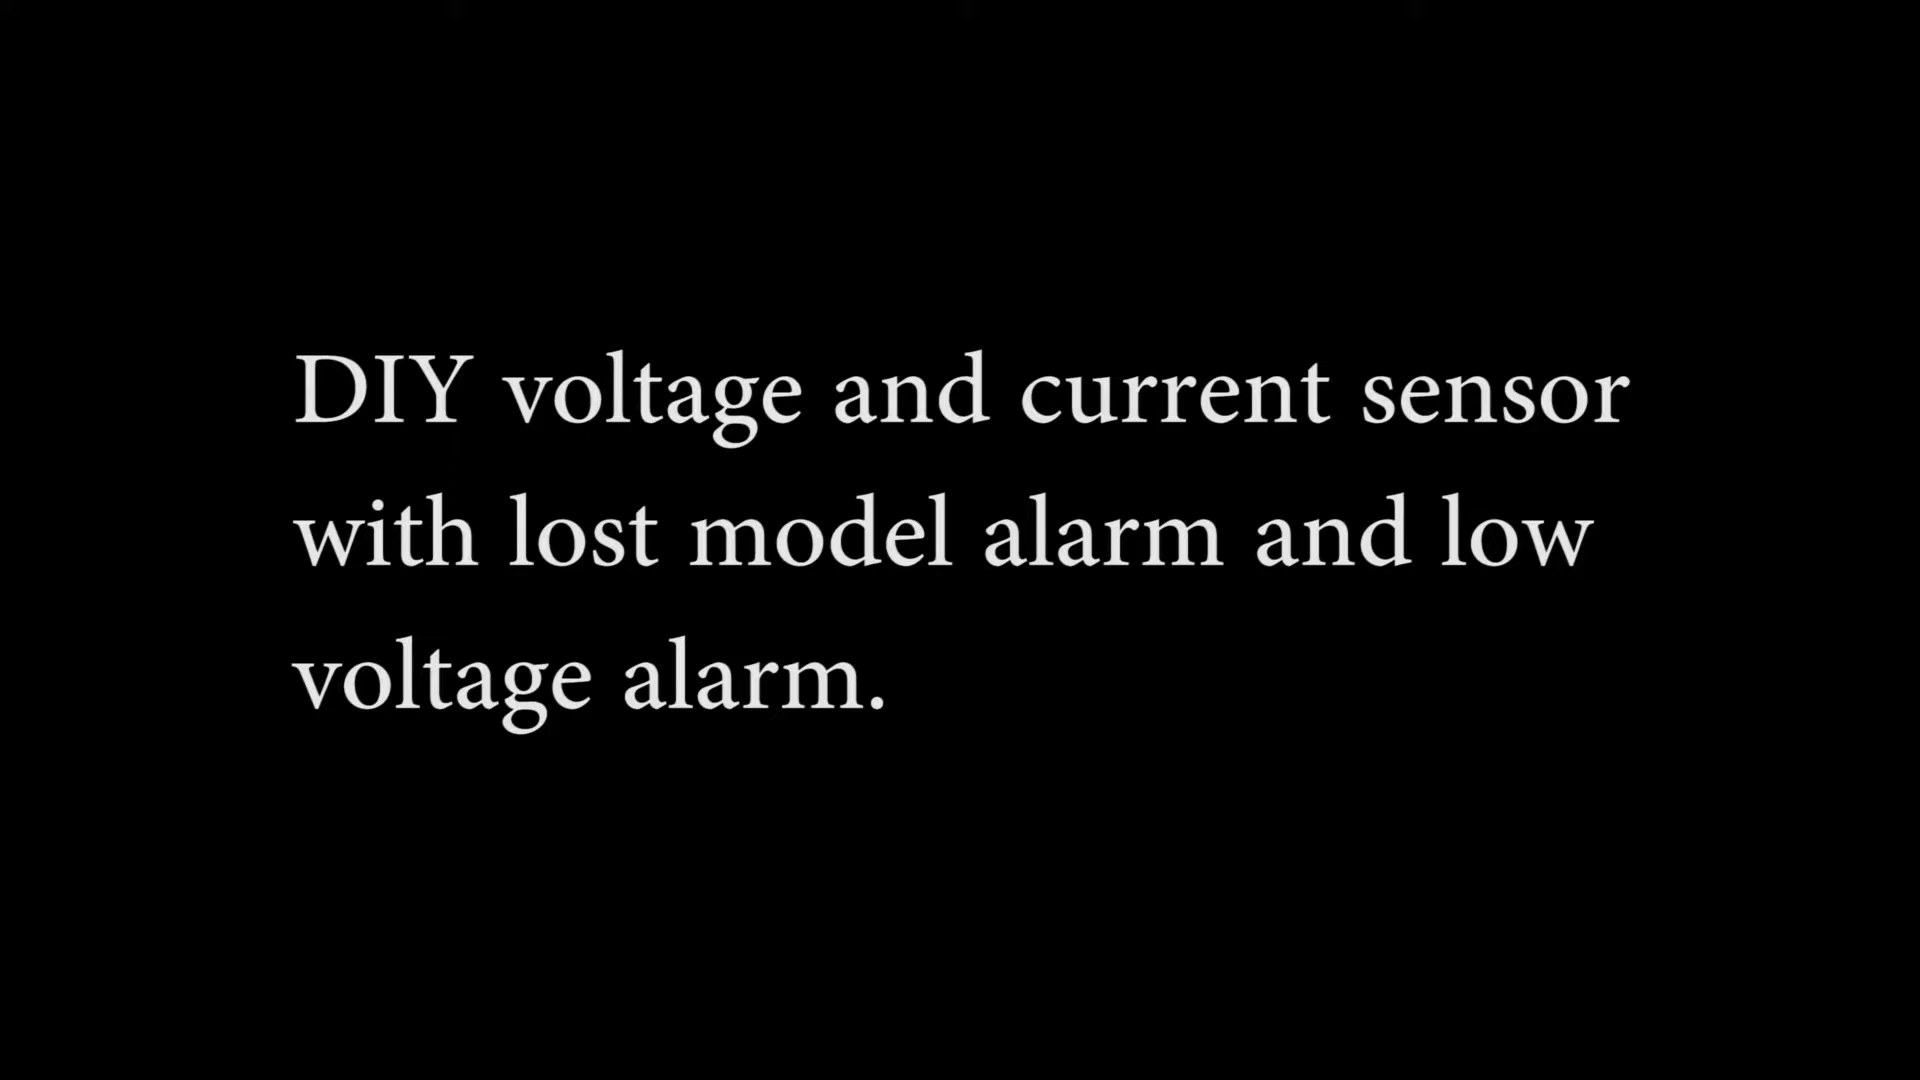 DIY voltage and current sensor
with lost model alarm and low
voltage alarm.